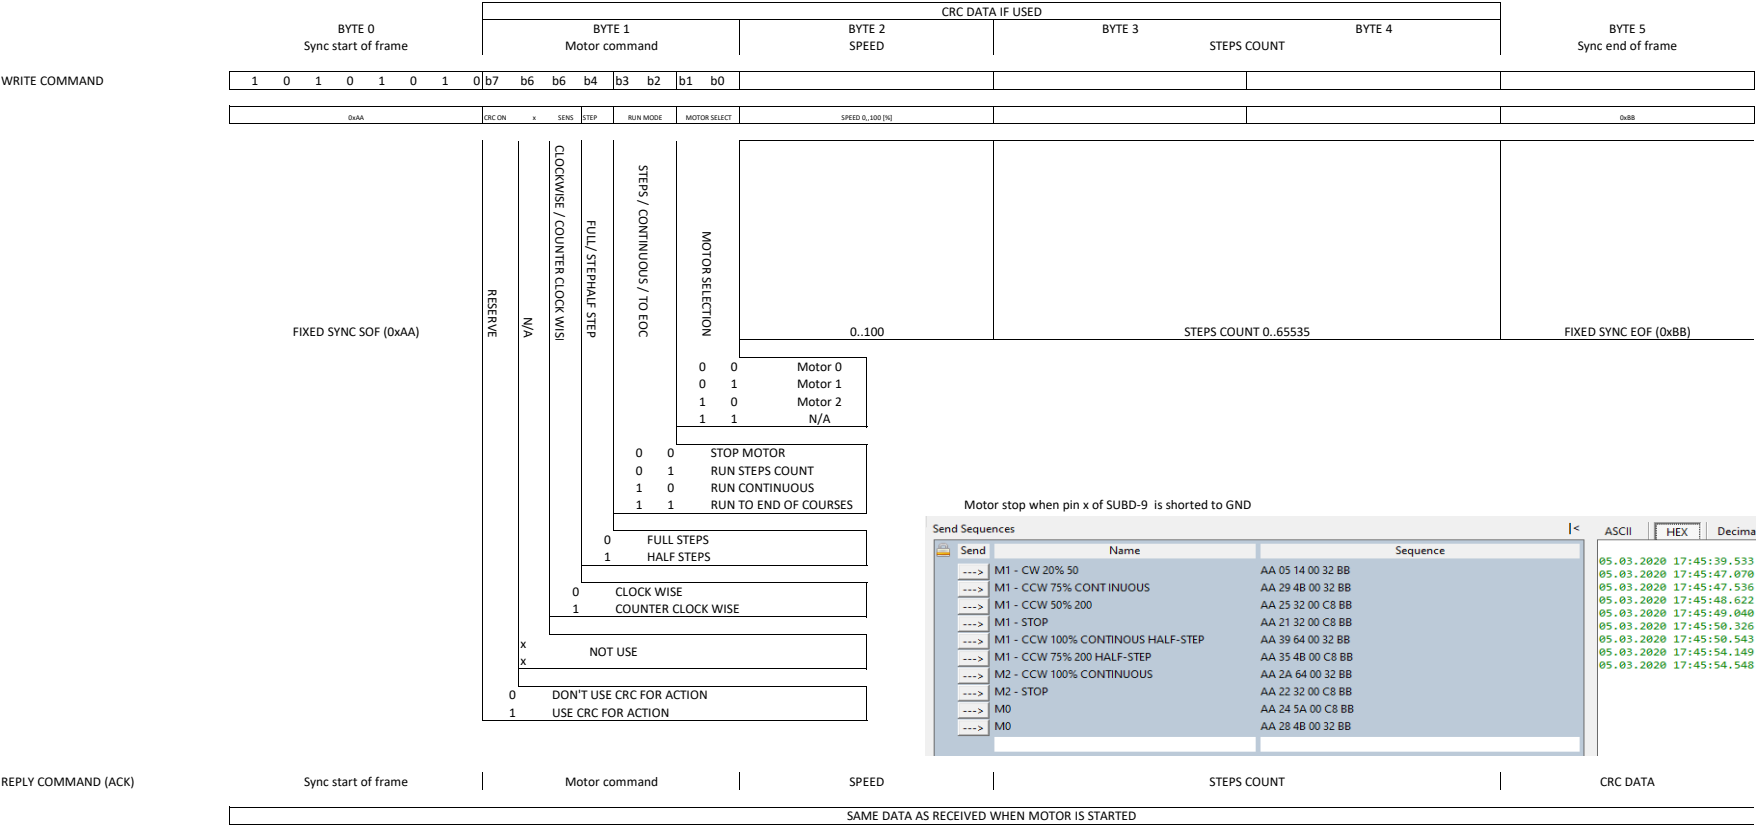 CRC DATA IF USED
BYTE 0 BYTE 1 BYTE 2 BYTE 3 BYTE 4 BYTE 5
Sync start of frame Motor command SPEED STEPS COUNT Sync end of frame
WRITE COMMAND 1 0 1 0 1 0 1 0 b7 b6 b6 b4 b3 b2 b1 b0
0xAA CRC ON x SENS STEP RUN MODE MOTOR SELECT SPEED 0,,100 [%] 0xBB
RESERVE
N/A
CLOCKWISE / COUNTER CLOCK WISI
FULL/ STEPHALF STEP
STEPS / CONTINUOUS / TO EOC
MOTOR SELECTION
FIXED SYNC SOF (0xAA) 0..100 STEPS COUNT 0..65535 FIXED SYNC EOF (0xBB)
0 0 Motor 0
0 1 Motor 1
1 0 Motor 2
1 1 N/A
0 0 STOP MOTOR
0 1 RUN STEPS COUNT
1 0 RUN CONTINUOUS
1 1 RUN TO END OF COURSES
0 FULL STEPS
1 HALF STEPS
0 CLOCK WISE
1 COUNTER CLOCK WISE
x
NOT USE
x
0 DON'T USE CRC FOR ACTION
1 USE CRC FOR ACTION
Motor stop when pin x of SUBD-9 is shorted to GND
Send Sequences |<
Send Name Sequence
---> M1 - CW 20% 50 AA 05 14 00 32 BB
---> M1 - CCW 75% CONT INUOUS AA 29 4B 00 32 BB
---> M1 - CCW 50% 200 AA 25 32 00 C8 BB
---> M1 - STOP AA 21 32 00 C8 BB
---> M1 - CCW 100% CONTINOUS HALF-STEP AA 39 64 00 32 BB
---> M1 - CCW 75% 200 HALF-STEP AA 35 4B 00 C8 BB
---> M2 - CCW 100% CONTINUOUS AA 2A 64 00 32 BB
---> M2 - STOP AA 22 32 00 C8 BB
---> M0 AA 24 5A 00 C8 BB
---> M0 AA 28 4B 00 32 BB
ASCII HEX Decima
05.03.2020 17:45:39.533
05.03.2020 17:45:47.070
05.03.2020 17:45:47.536
05.03.2020 17:45:48.622
05.03.2020 17:45:49.040
05.03.2020 17:45:50.326
05.03.2020 17:45:50.543
05.03.2020 17:45:54.149
05.03.2020 17:45:54.548
REPLY COMMAND (ACK) Sync start of frame Motor command SPEED STEPS COUNT CRC DATA
SAME DATA AS RECEIVED WHEN MOTOR IS STARTED